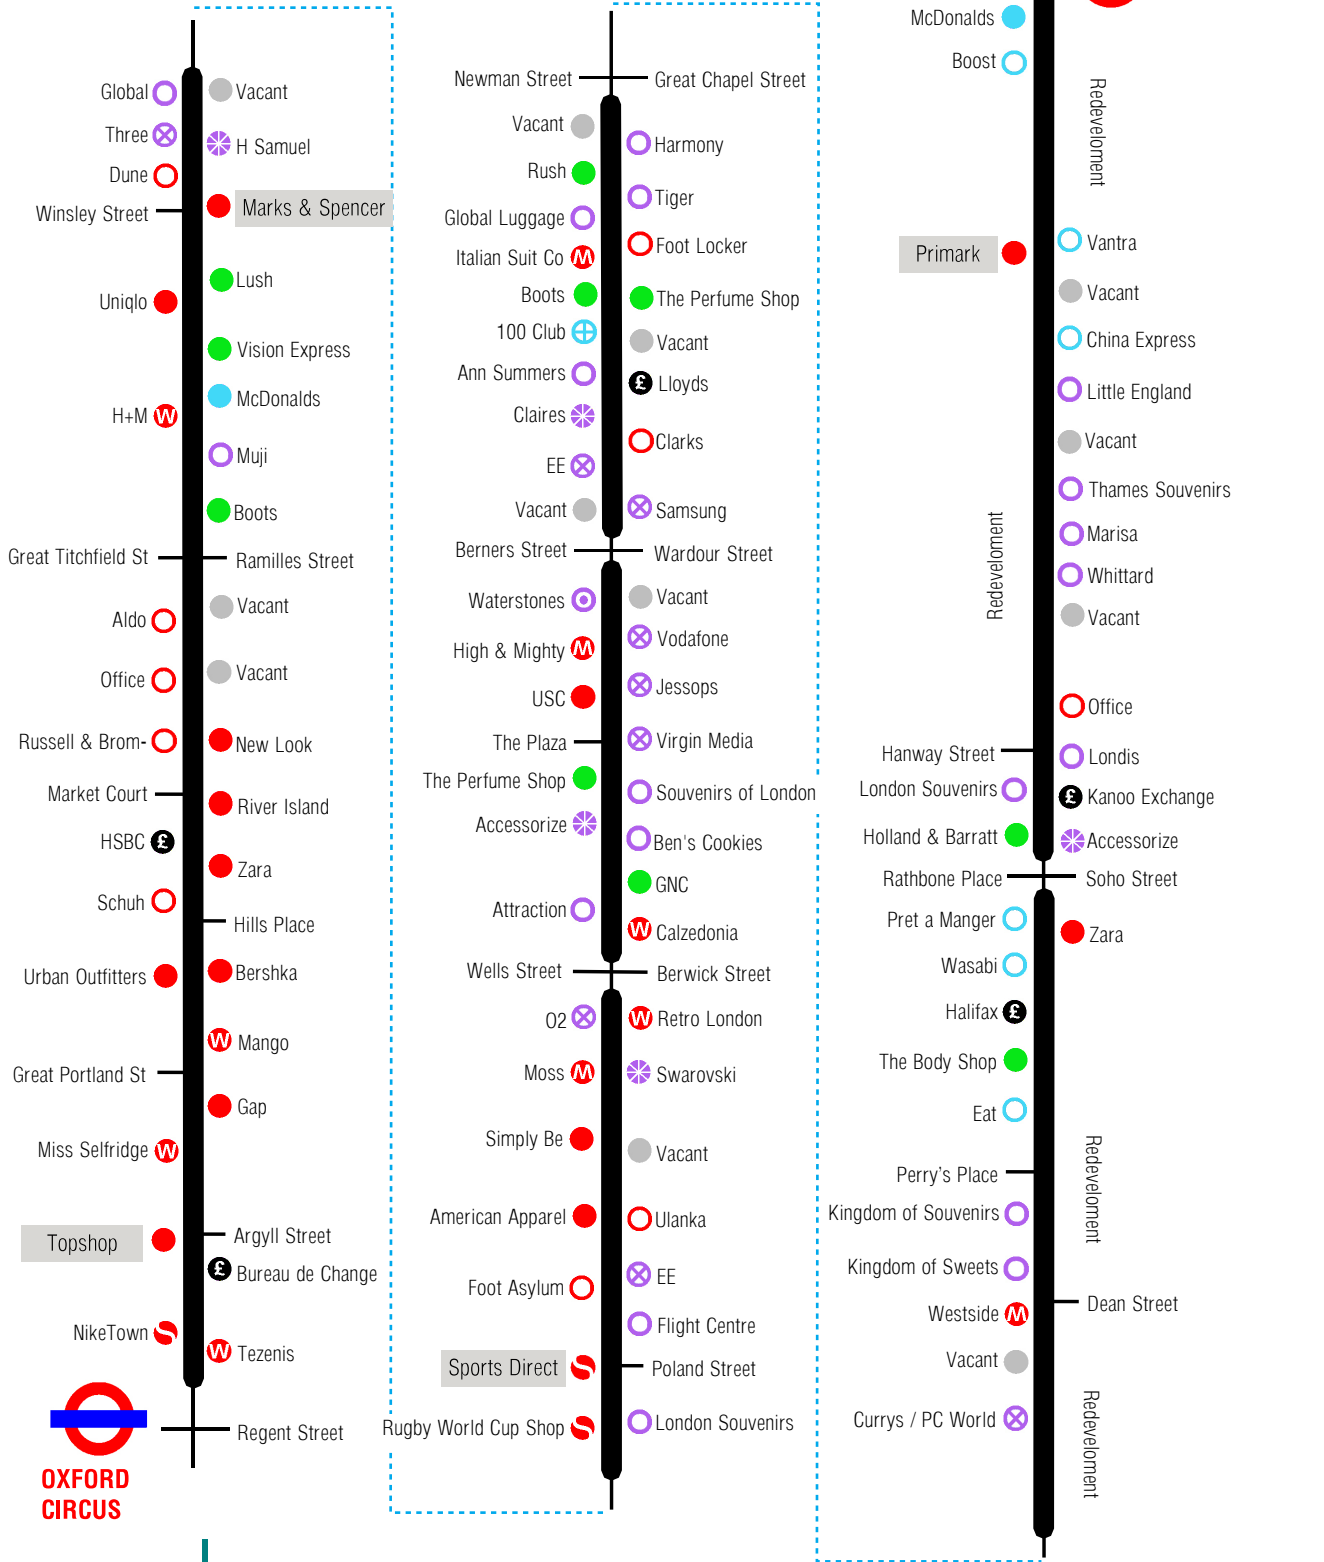 Global
Vacant
Three
H Samuel
Dune
Winsley Street
Marks & Spencer
Lush
Uniqlo
Vision Express
McDonalds
H+M
W
Muji
Boots
Great Titchfield St
Ramilles Street
Aldo
Vacant
Office
Vacant
Russell & Brom-
New Look
Market Court
River Island
HSBC
£
Zara
Schuh
Hills Place
Urban Outfitters
Bershka
W
Mango
Great Portland St
Gap
Miss Selfridge
W
Topshop
Argyll Street
£
Bureau de Change
NikeTown
S
W
Tezenis
Regent Street
OXFORD
CIRCUS
Newman Street
Great Chapel Street
Vacant
Harmony
Rush
Tiger
Global Luggage
Foot Locker
Italian Suit Co
M
Boots
The Perfume Shop
100 Club
Vacant
Ann Summers
£
Lloyds
Claires
Clarks
EE
Vacant
Samsung
Berners Street
Wardour Street
Waterstones
Vacant
Vodafone
High & Mighty
M
Jessops
USC
The Plaza
Virgin Media
The Perfume Shop
Souvenirs of London
Accessorize
Ben's Cookies
GNC
Attraction
W
Calzedonia
Wells Street
Berwick Street
O2
W
Retro London
Moss
M
Swarovski
Simply Be
Vacant
American Apparel
Ulanka
EE
Foot Asylum
Flight Centre
Sports Direct
S
Poland Street
Rugby World Cup Shop
S
London Souvenirs
McDonalds
Boost
Redeveloment
Vantra
Primark
Vacant
China Express
Little England
Vacant
Thames Souvenirs
Marisa
Redeveloment
Whittard
Vacant
Office
Hanway Street
Londis
London Souvenirs
£
Kanoo Exchange
Holland & Barratt
Accessorize
Rathbone Place
Soho Street
Pret a Manger
Zara
Wasabi
Halifax
£
The Body Shop
Eat
Redeveloment
Perry's Place
Kingdom of Souvenirs
Kingdom of Sweets
Dean Street
Westside
M
Vacant
Currys / PC World
Redeveloment